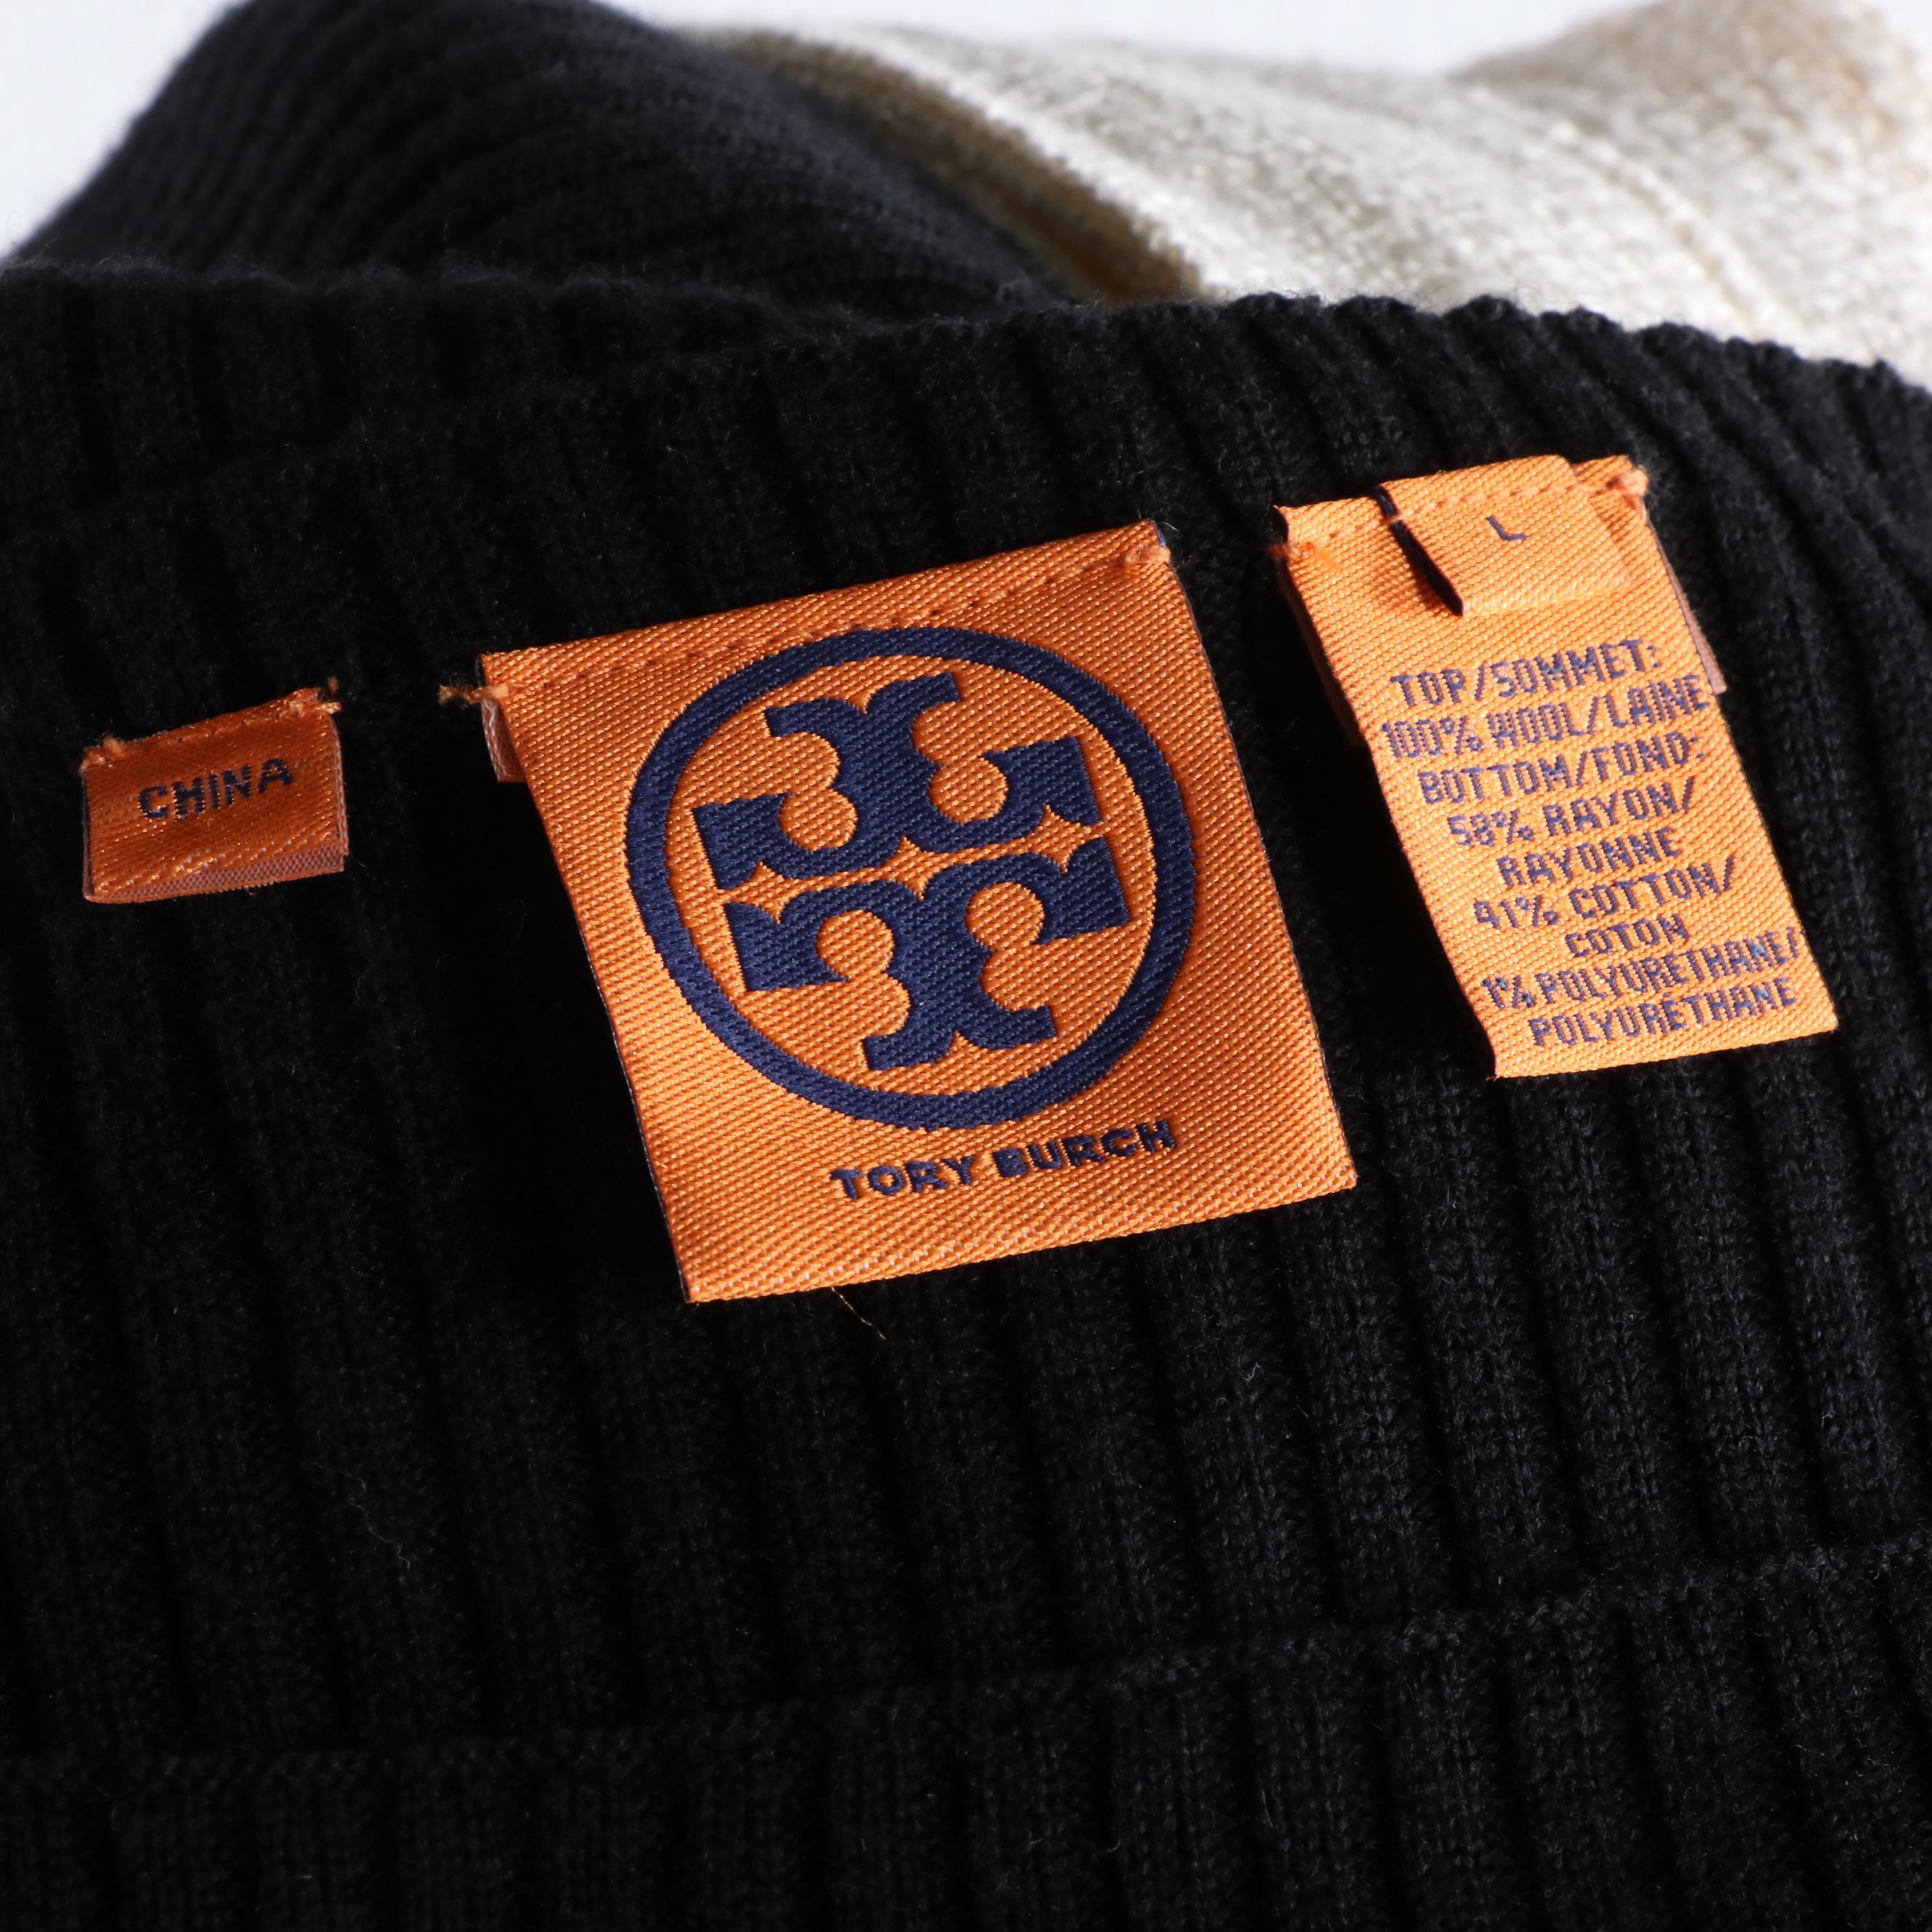 CHINA
TORY BURCH
L
TOP/SOMMET:
100% WOOL/LAINE
BOTTOM/FOND:
58% RAYON/
RAYONNE
41% COTTON/
COTON
1% POLYURETHANE/
POLYURÉTHANE